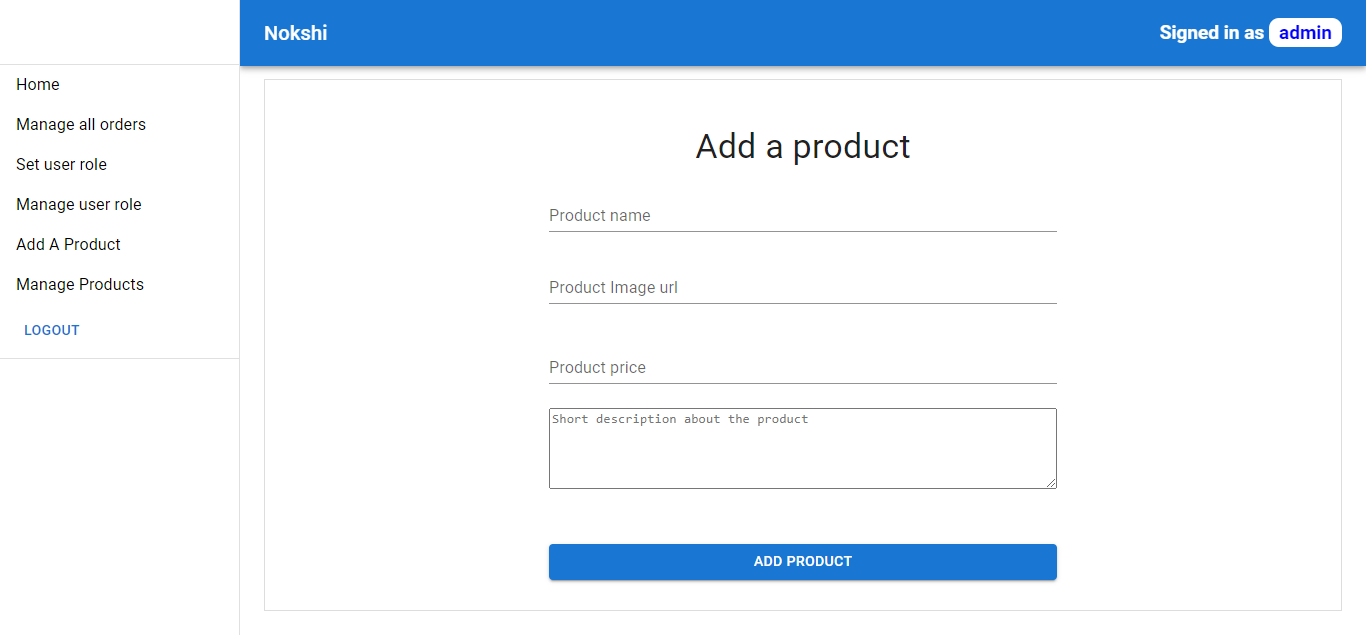 Nokshi
Signed in as admin
Home
Manage all orders
Set user role
Manage user role
Add A Product
Manage Products
LOGOUT
Add a product
Product name
Product Image url
Product price
Short description about the product
ADD PRODUCT